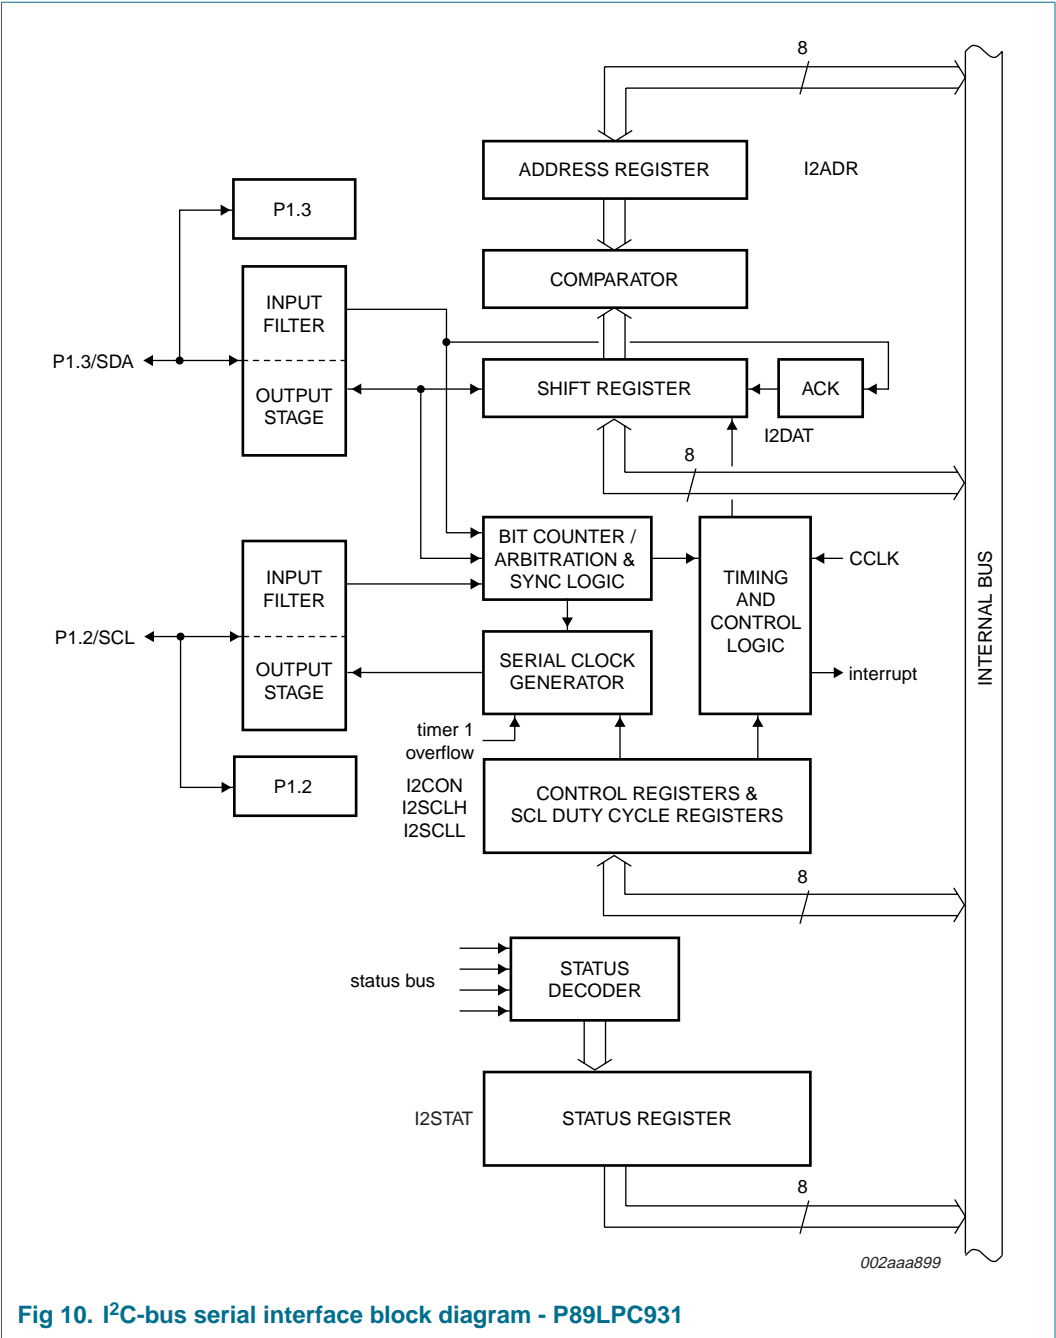 8
ADDRESS REGISTER
I2ADR
P1.3
COMPARATOR
INPUT
FILTER
P1.3/SDA
OUTPUT
STAGE
SHIFT REGISTER
ACK
I2DAT
8
BIT COUNTER /
ARBITRATION &
SYNC LOGIC
CCLK
INPUT
FILTER
TIMING
AND
CONTROL
LOGIC
INTERNAL BUS
P1.2/SCL
OUTPUT
STAGE
SERIAL CLOCK
GENERATOR
interrupt
timer 1
overflow
P1.2
I2CON
I2SCLH
I2SCLL
CONTROL REGISTERS &
SCL DUTY CYCLE REGISTERS
8
status bus
STATUS
DECODER
I2STAT
STATUS REGISTER
8
002aaa899
Fig 10. I²C-bus serial interface block diagram - P89LPC931